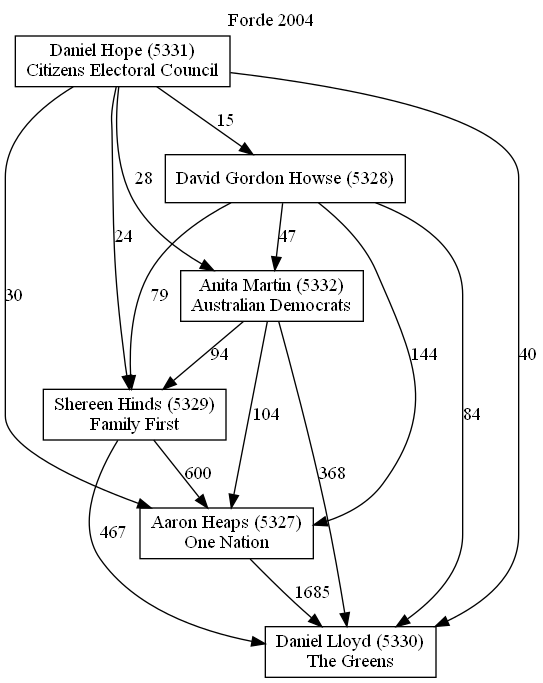 Forde 2004
Daniel Hope (5331)
Citizens Electoral Council
15
David Gordon Howse (5328)
28
47
24
Anita Martin (5332)
Australian Democrats
30
79
94
144
40
Shereen Hinds (5329)
Family First
104
84
600
368
467
Aaron Heaps (5327)
One Nation
1685
Daniel Lloyd (5330)
The Greens